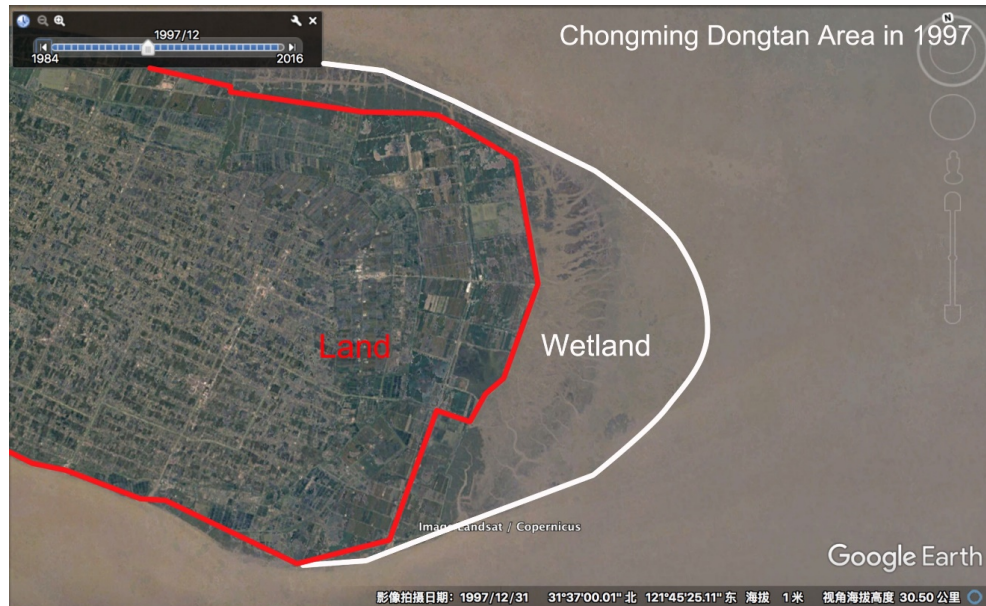 1997/12
1984
2016
Chongming Dongtan Area in 1997
N
Land
Wetland
Image Landsat / Copernicus
Google Earth
影像拍摄日期: 1997/12/31 31°37'00.01" 北 121°45'25.11" 东 海拔 1 米 视角海拔高度 30.50 公里